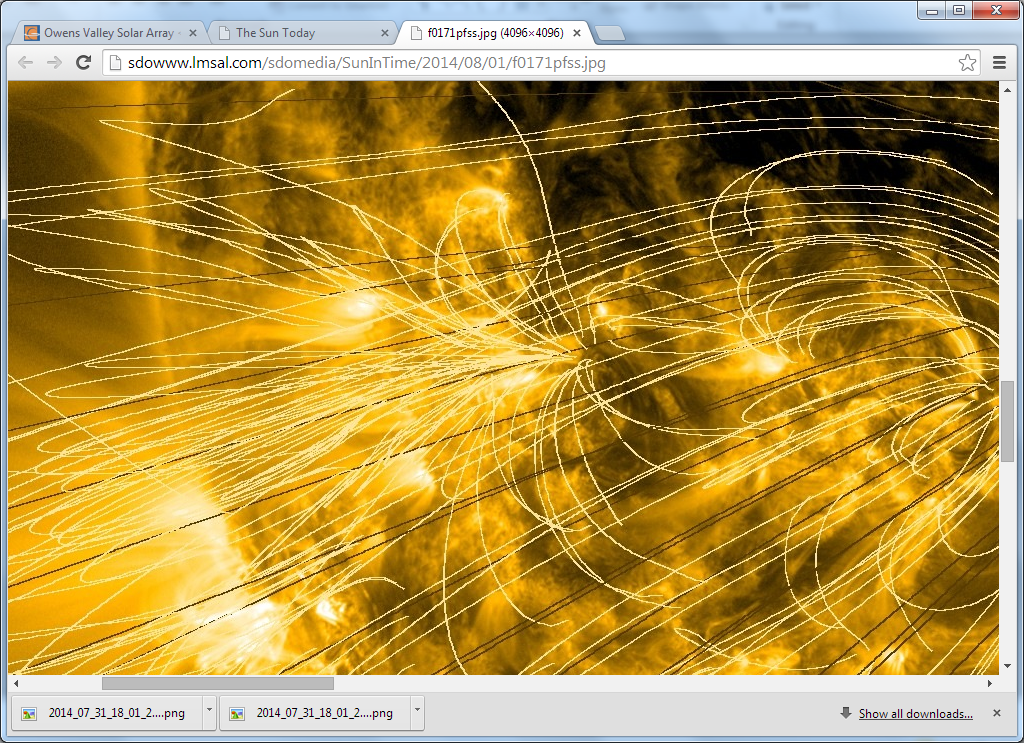 Owens Valley Solar Array
The Sun Today
f0171pfss.jpg (4096×4096)
sdowww.lmsal.com/sdomedia/SunInTime/2014/08/01/f0171pfss.jpg
2014_07_31_18_01_2....png
2014_07_31_18_01_2....png
Show all downloads...